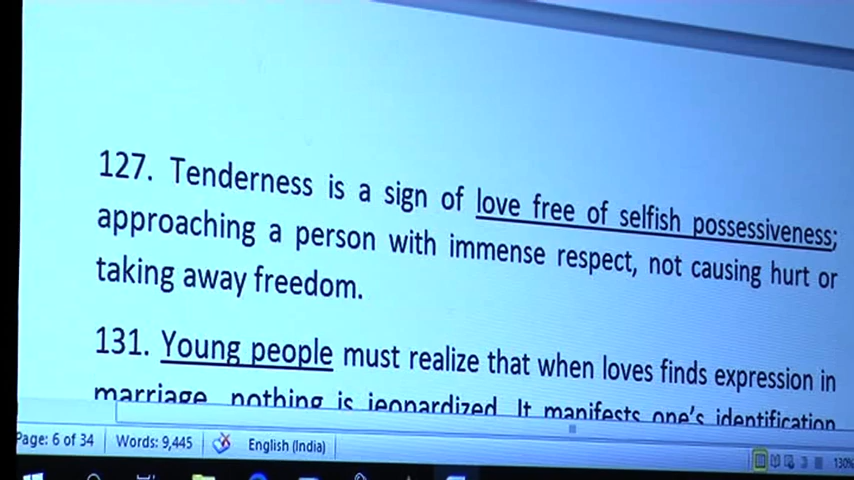 127. Tenderness is a sign of love free of selfish possessiveness;
approaching a person with immense respect, not causing hurt or
taking away freedom.
131. Young people must realize that when loves finds expression in
marriage, nothing is jeopardized. It manifests one's identification
Page: 6 of 34 Words: 9,445 English (India) 130%